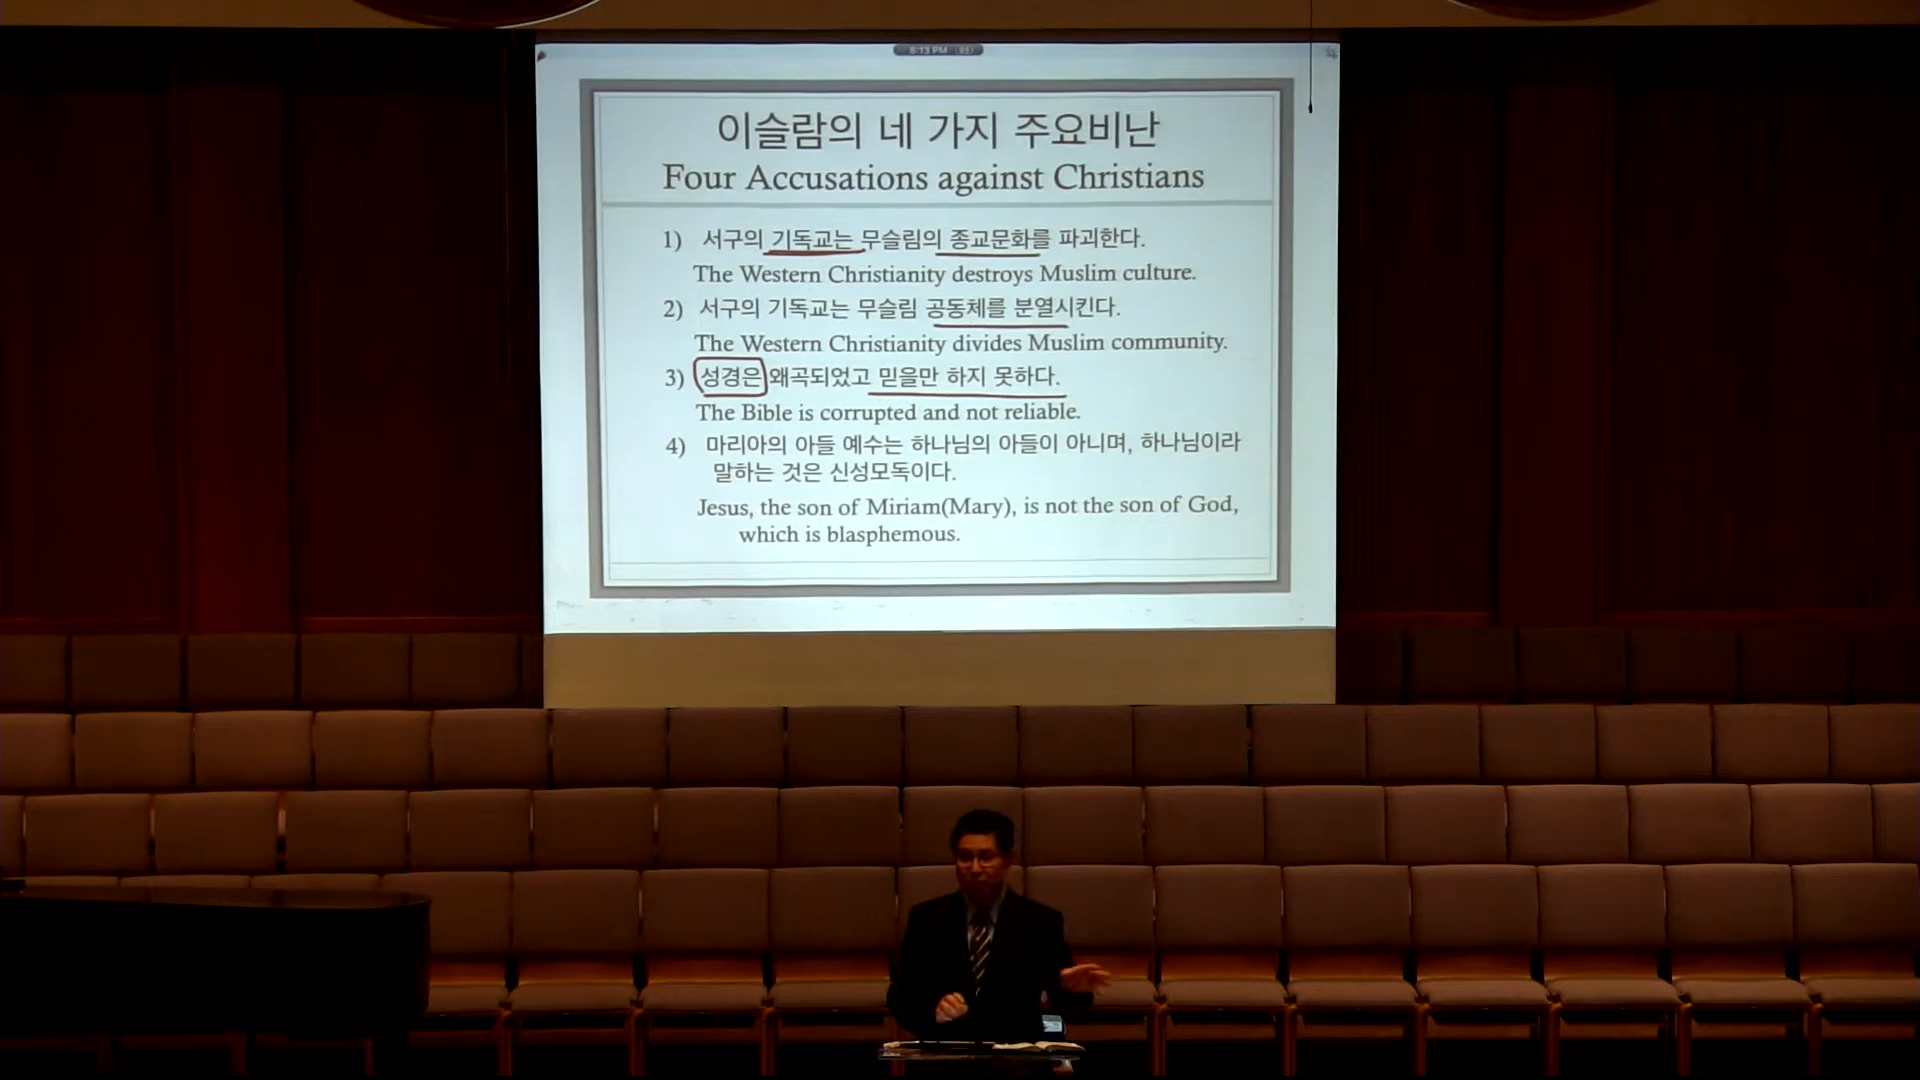 8:13 PM (95)
이슬람의 네 가지 주요비난
Four Accusations against Christians
1) 서구의 기독교는 무슬림의 종교문화를 파괴한다.
The Western Christianity destroys Muslim culture.
2) 서구의 기독교는 무슬림 공동체를 분열시킨다.
The Western Christianity divides Muslim community.
3) 성경은 왜곡되었고 믿을만 하지 못하다.
The Bible is corrupted and not reliable.
4) 마리아의 아들 예수는 하나님의 아들이 아니며, 하나님이라
말하는 것은 신성모독이다.
Jesus, the son of Miriam(Mary), is not the son of God,
which is blasphemous.